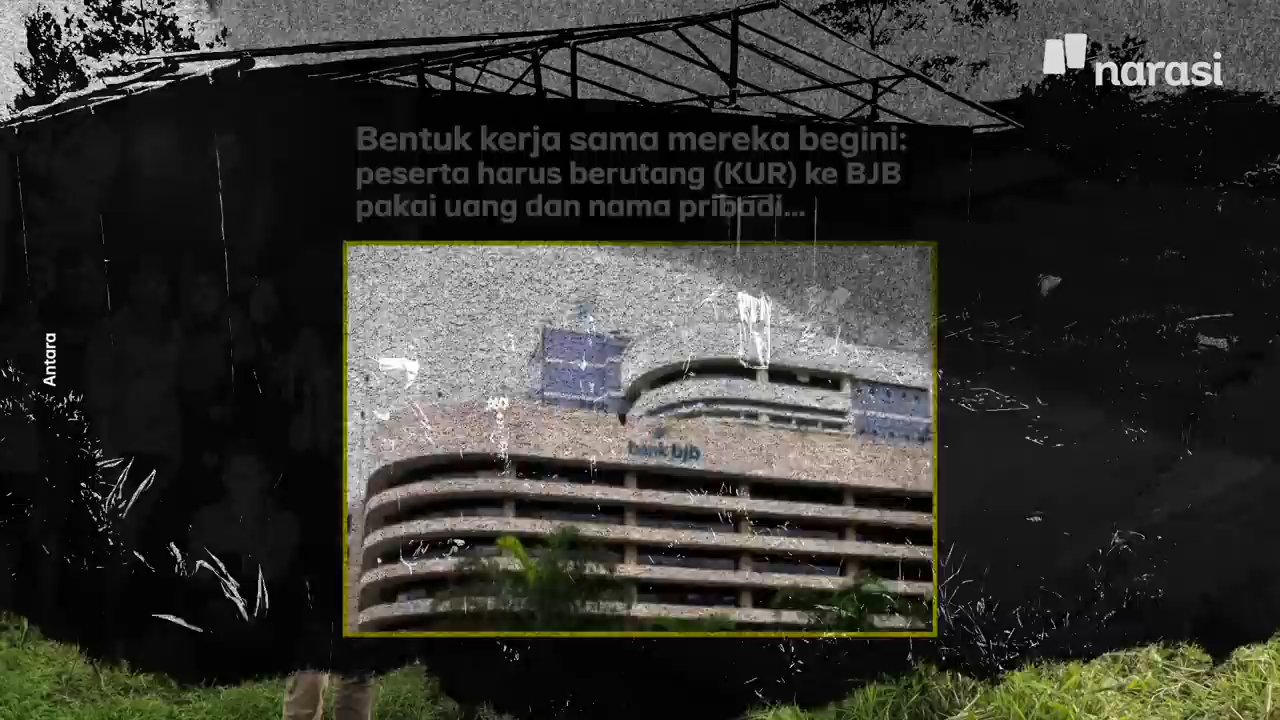 narasi
Bentuk kerja sama mereka begini:
peserta harus berutang (KUR) ke BJB
pakai uang dan nama pribadi...
Antara
bank bjb